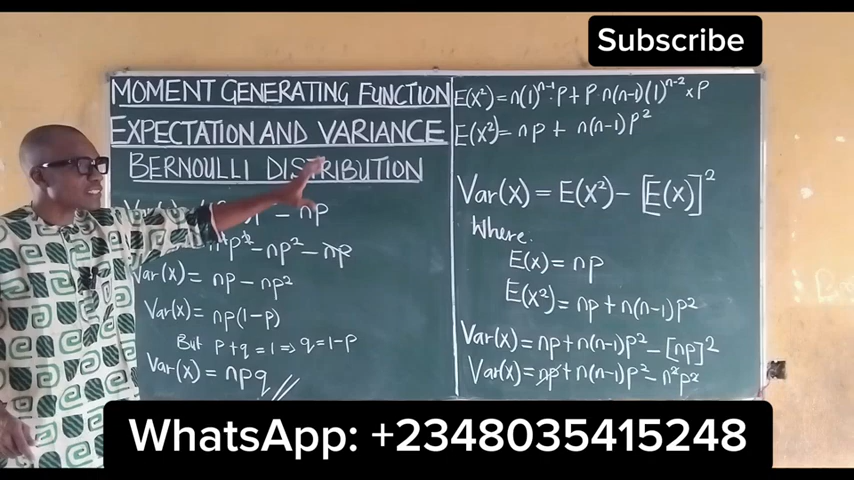 Subscribe
MOMENT GENERATING FUNCTION
EXPECTATION AND VARIANCE
BERNOULLI DISTRIBUTION
– np
– np² – np
Var(x) = np – np²
Var(x) = np(1-p)
But p+q = 1 ⇒ q = 1-p
Var(x) = npq //
E(X²) = n(1)ⁿ⁻¹·P + P·n(n-1)(1)ⁿ⁻² × P
E(X²) = np + n(n-1)p²
Var(X) = E(X²) – [E(X)]²
Where.
E(x) = np
E(X²) = np + n(n-1)p²
Var(x) = np + n(n-1)p² – [np]²
Var(x) = np + n(n-1)p² – n²p²
WhatsApp: +2348035415248